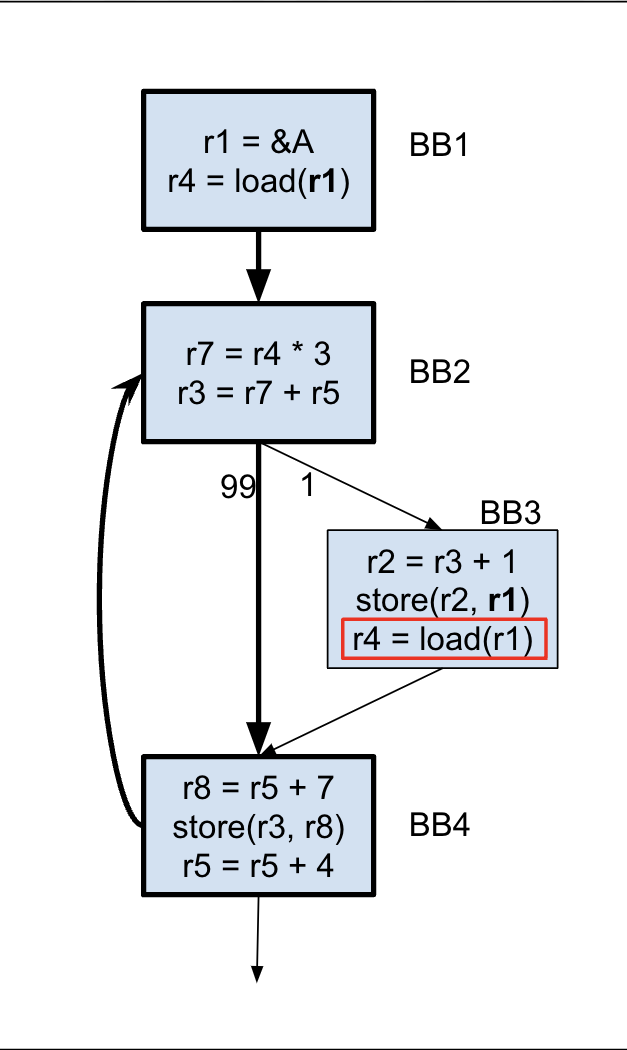 r1 = &A
r4 = load(r1)
BB1
r7 = r4 * 3
r3 = r7 + r5
BB2
99
1
BB3
r2 = r3 + 1
store(r2, r1)
r4 = load(r1)
r8 = r5 + 7
store(r3, r8)
r5 = r5 + 4
BB4